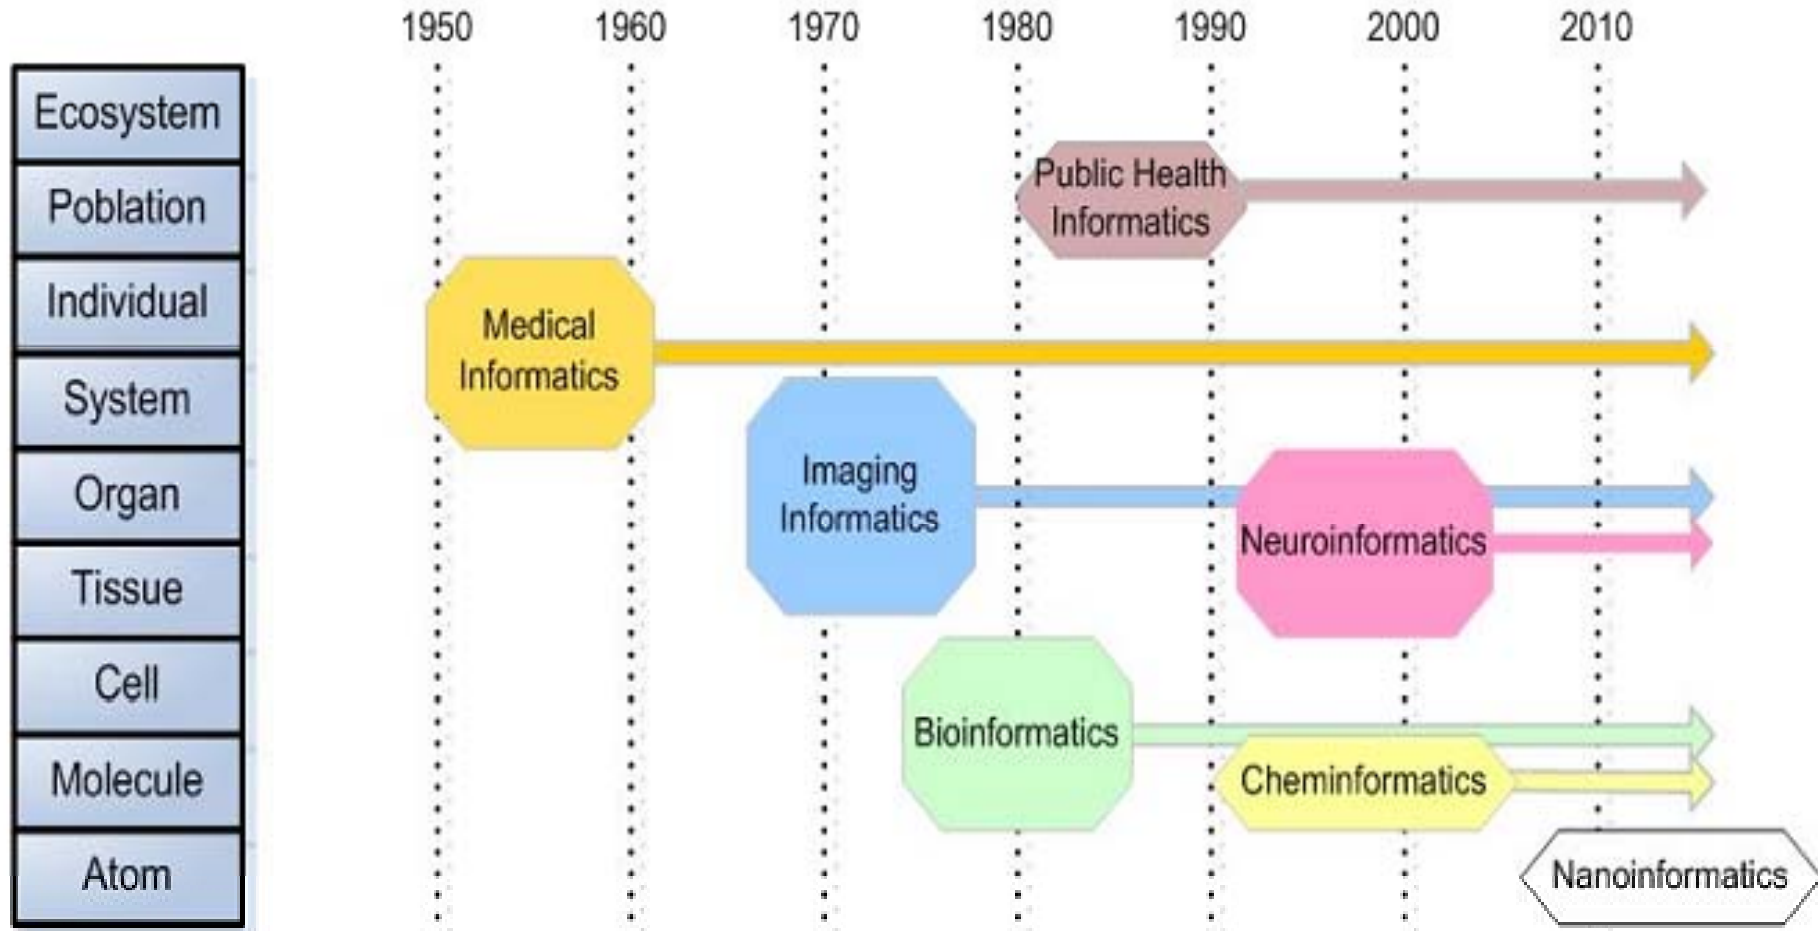 1950 1960 1970 1980 1990 2000 2010
Ecosystem
Poblation
Individual
System
Organ
Tissue
Cell
Molecule
Atom
Public Health
Informatics
Medical
Informatics
Imaging
Informatics
Neuroinformatics
Bioinformatics
Cheminformatics
Nanoinformatics